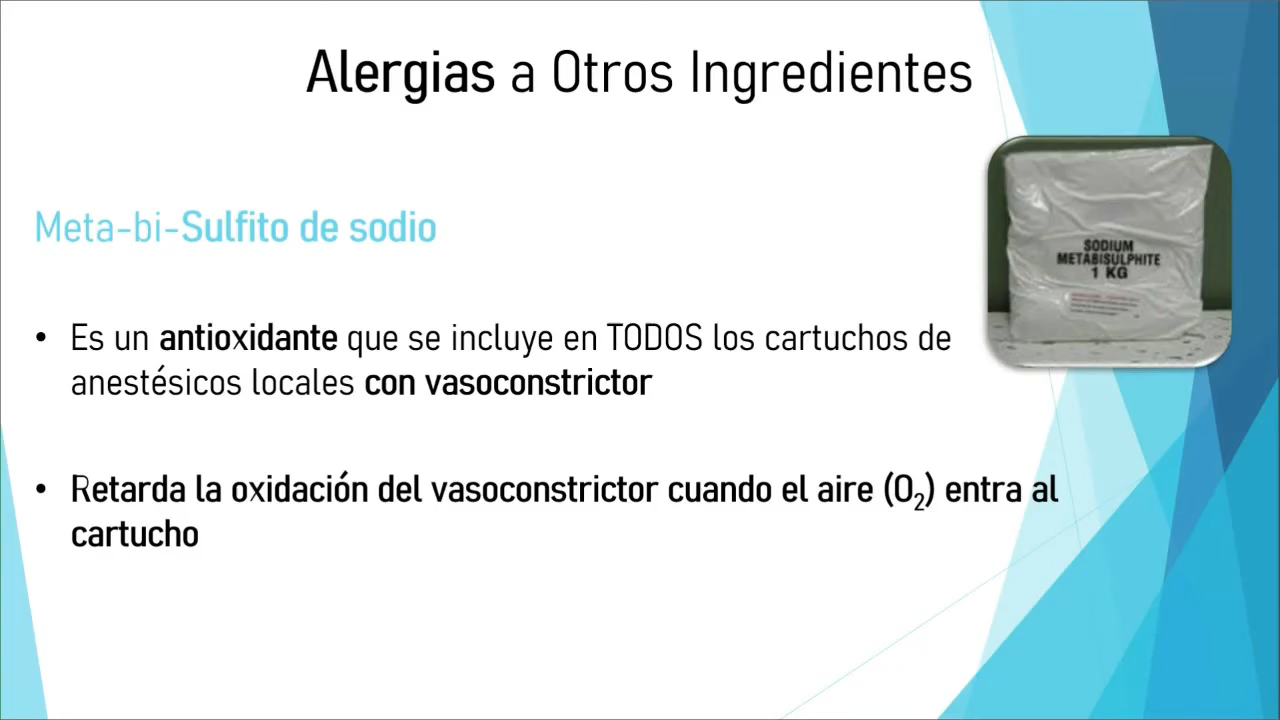 Alergias a Otros Ingredientes
Meta-bi-Sulfito de sodio
SODIUM
METABISULPHITE
1 KG
• Es un antioxidante que se incluye en TODOS los cartuchos de
anestésicos locales con vasoconstrictor
• Retarda la oxidación del vasoconstrictor cuando el aire (O₂) entra al
cartucho